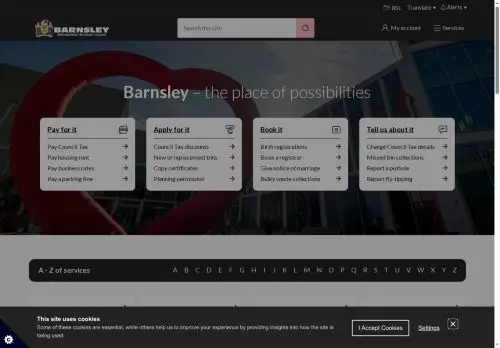 BSL Translate Alerts
BARNSLEY
Metropolitan Borough Council
Search this site
My account Services
Barnsley – the place of possibilities
Pay for it
Pay Council Tax
Pay housing rent
Pay business rates
Pay a parking fine
Apply for it
Council Tax discounts
New or replacement bins
Copy certificates
Planning permission
Book it
Birth registrations
Book a registrar
Give notice of marriage
Bulky waste collections
Tell us about it
Change Council Tax details
Missed bin collections
Report a pothole
Report fly-tipping
A - Z of services A B C D E F G H I J K L M N O P Q R S T U V W X Y Z
This site uses cookies
Some of these cookies are essential, while others help us to improve your experience by providing insights into how the site is
being used.
I Accept Cookies
Settings